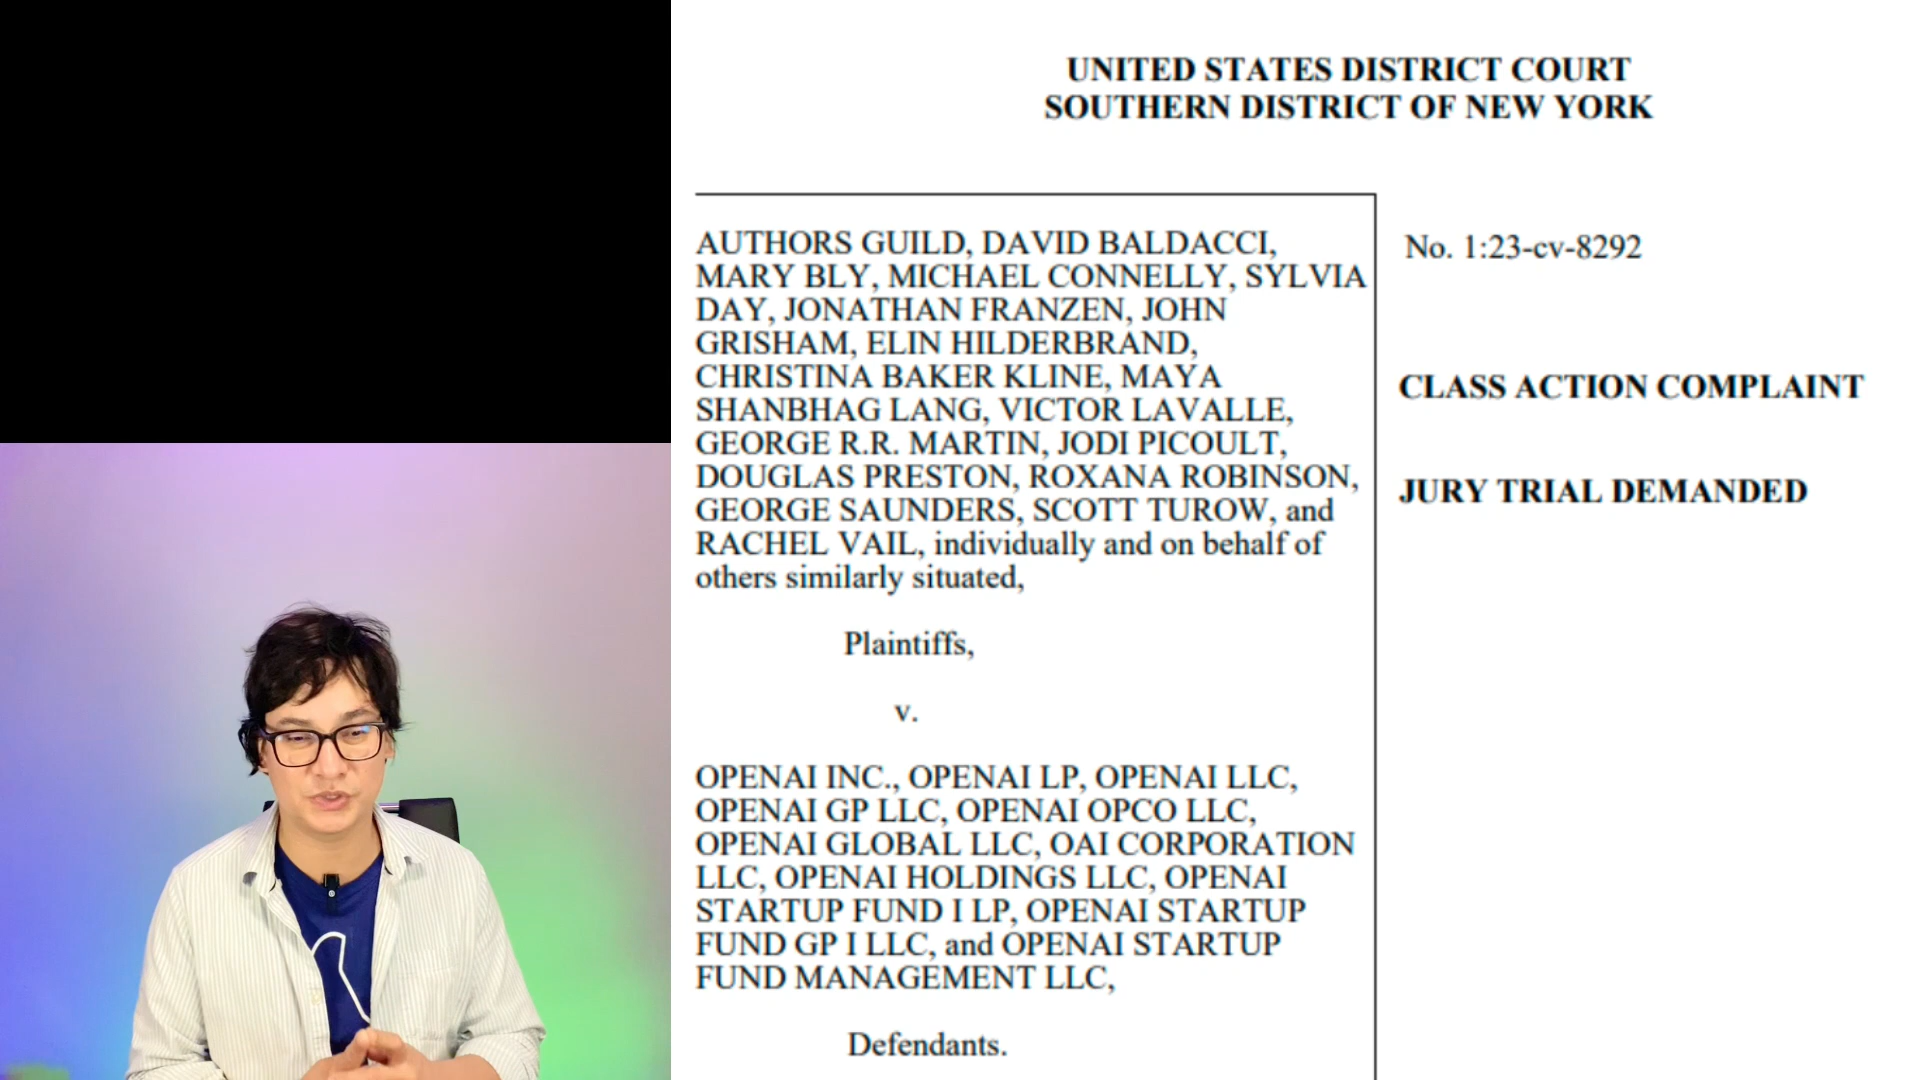 UNITED STATES DISTRICT COURT
SOUTHERN DISTRICT OF NEW YORK
AUTHORS GUILD, DAVID BALDACCI,
MARY BLY, MICHAEL CONNELLY, SYLVIA
DAY, JONATHAN FRANZEN, JOHN
GRISHAM, ELIN HILDERBRAND,
CHRISTINA BAKER KLINE, MAYA
SHANBHAG LANG, VICTOR LAVALLE,
GEORGE R.R. MARTIN, JODI PICOULT,
DOUGLAS PRESTON, ROXANA ROBINSON,
GEORGE SAUNDERS, SCOTT TUROW, and
RACHEL VAIL, individually and on behalf of
others similarly situated,
Plaintiffs,
v.
OPENAI INC., OPENAI LP, OPENAI LLC,
OPENAI GP LLC, OPENAI OPCO LLC,
OPENAI GLOBAL LLC, OAI CORPORATION
LLC, OPENAI HOLDINGS LLC, OPENAI
STARTUP FUND I LP, OPENAI STARTUP
FUND GP I LLC, and OPENAI STARTUP
FUND MANAGEMENT LLC,
Defendants.
No. 1:23-cv-8292
CLASS ACTION COMPLAINT
JURY TRIAL DEMANDED